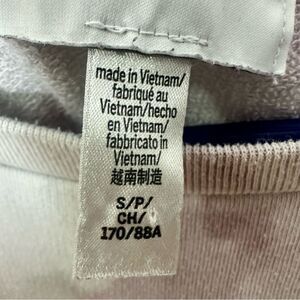 made in Vietnam/
fabriqué au
Vietnam/hecho
en Vietnam/
fabbricato in
Vietnam/
越南制造
S/P/
CH/
170/88A